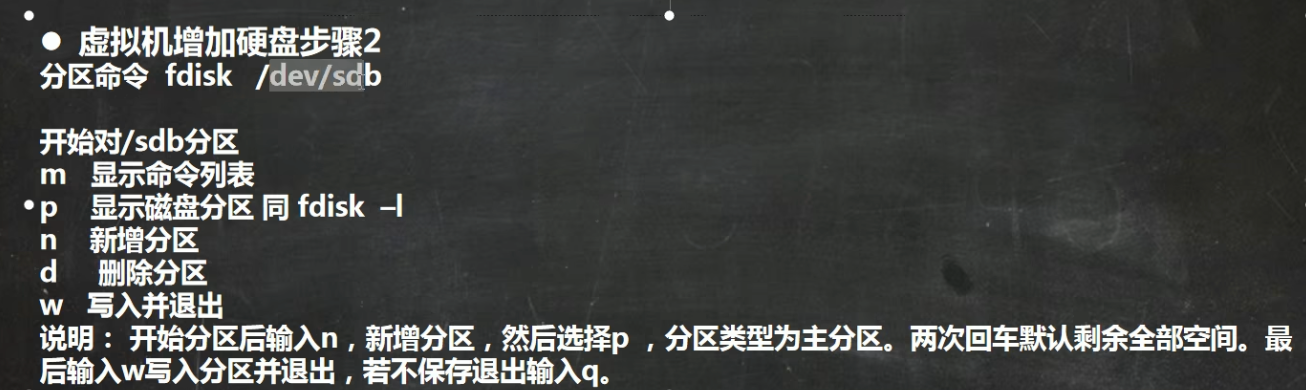 ● 虚拟机增加硬盘步骤2
分区命令 fdisk /dev/sdb
开始对/sdb分区
m 显示命令列表
p 显示磁盘分区 同 fdisk –l
n 新增分区
d 删除分区
w 写入并退出
说明： 开始分区后输入n，新增分区，然后选择p ，分区类型为主分区。两次回车默认剩余全部空间。最
后输入w写入分区并退出，若不保存退出输入q。